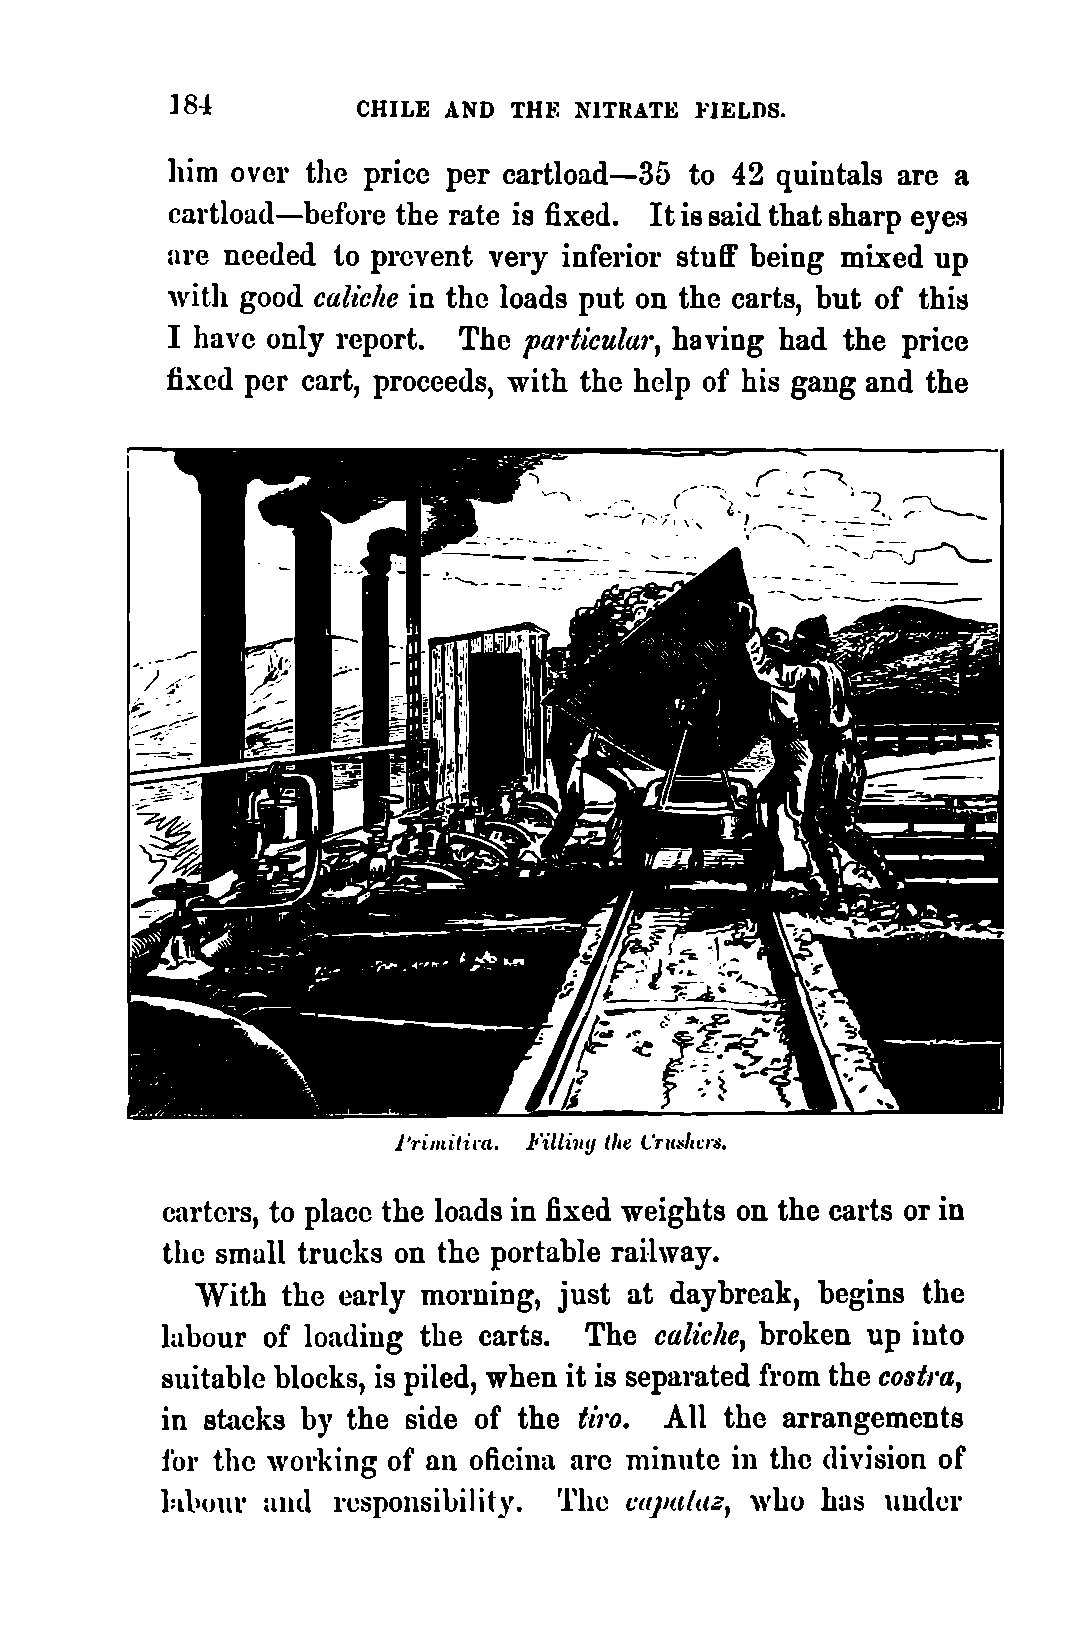 184 CHILE AND THE NITRATE FIELDS.
him over the price per cartload—35 to 42 quintals are a
cartload—before the rate is fixed. It is said that sharp eyes
are needed to prevent very inferior stuff being mixed up
with good caliche in the loads put on the carts, but of this
I have only report. The particular, having had the price
fixed per cart, proceeds, with the help of his gang and the
Primitiva. Filling the Crushers.
carters, to place the loads in fixed weights on the carts or in
the small trucks on the portable railway.
With the early morning, just at daybreak, begins the
labour of loading the carts. The caliche, broken up into
suitable blocks, is piled, when it is separated from the costra,
in stacks by the side of the tiro. All the arrangements
for the working of an oficina are minute in the division of
labour and responsibility. The capataz, who has under